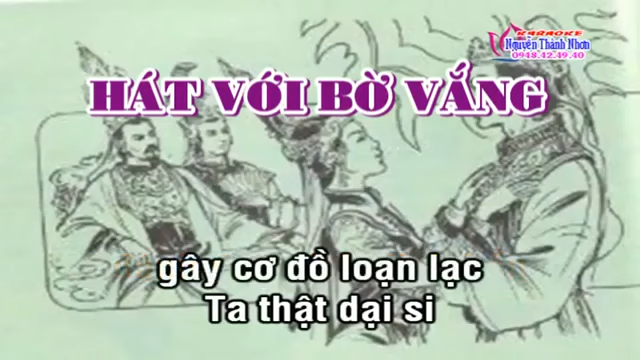 KARAOKE
Nguyễn Thành Nhơn
0948.42.49.40
HÁT VỚI BỜ VẮNG
gây cơ đồ loạn lạc
Ta thật dại si